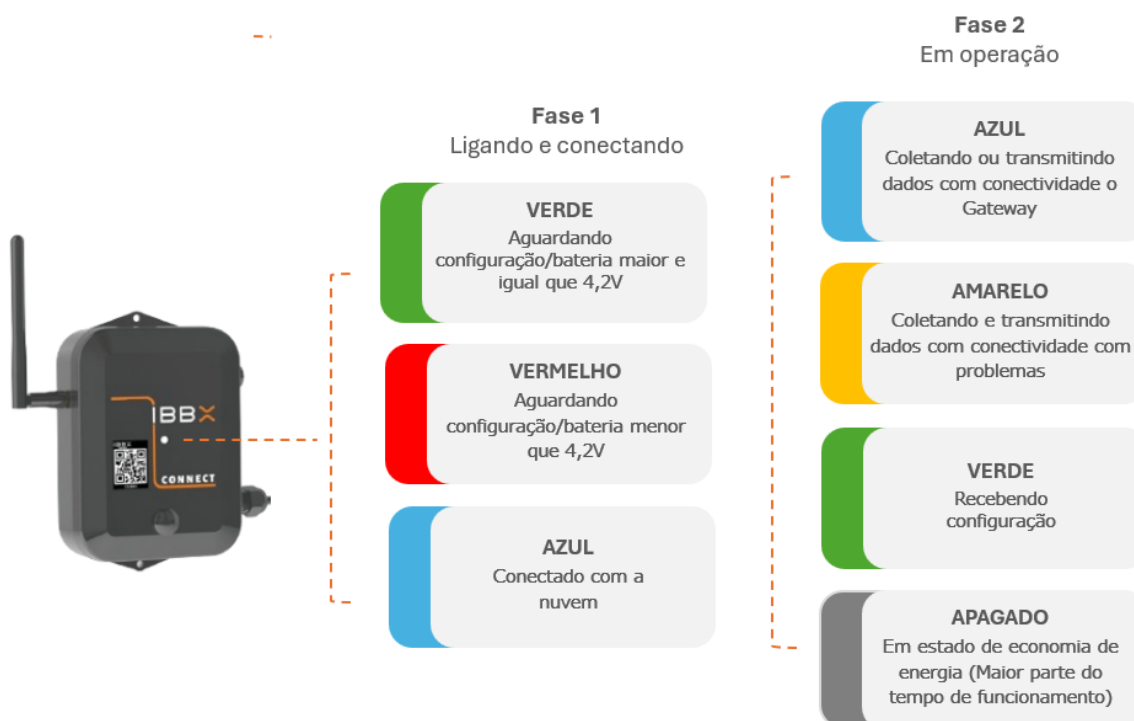 Fase 1
Ligando e conectando
VERDE
Aguardando
configuração/bateria maior e
igual que 4,2V
VERMELHO
Aguardando
configuração/bateria menor
que 4,2V
AZUL
Conectado com a
nuvem
Fase 2
Em operação
AZUL
Coletando ou transmitindo
dados com conectividade o
Gateway
AMARELO
Coletando e transmitindo
dados com conectividade com
problemas
VERDE
Recebendo
configuração
APAGADO
Em estado de economia de
energia (Maior parte do
tempo de funcionamento)
IBBX
CONNECT